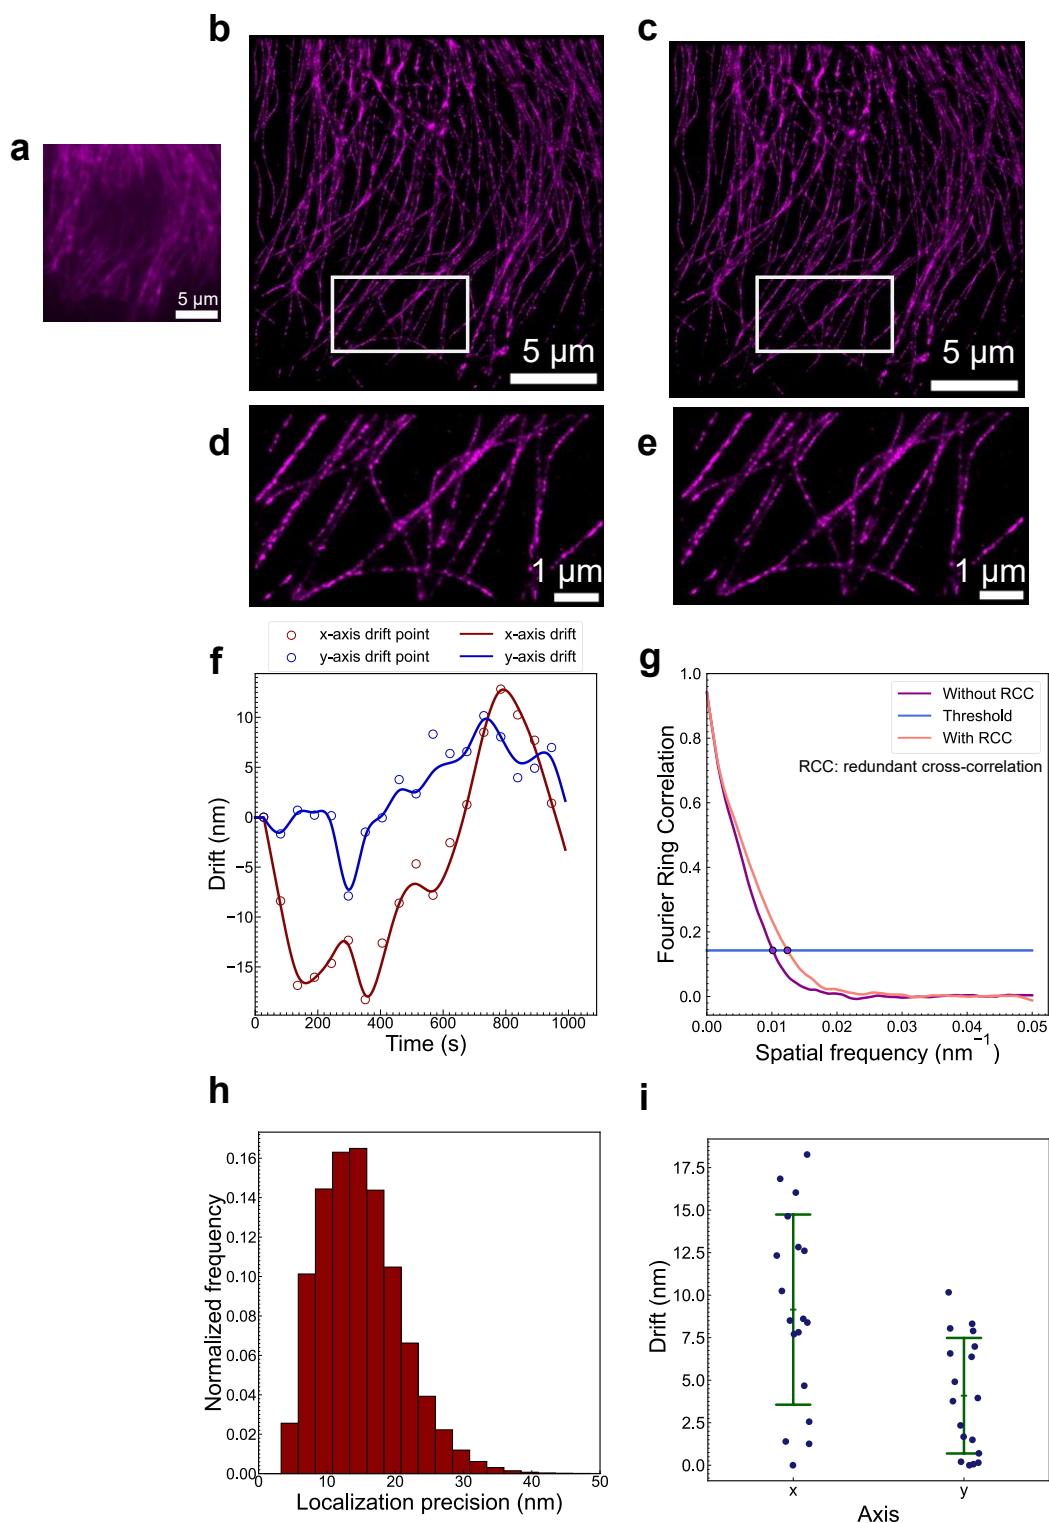 b
c
a
5 μm
5 μm
5 μm
d
e
1 μm
1 μm
f
x-axis drift point
x-axis drift
y-axis drift point
y-axis drift
10
5
0
−5
−10
−15
Drift (nm)
0 200 400 600 800 1000
Time (s)
g
1.0
0.8
0.6
0.4
0.2
0.0
Fourier Ring Correlation
Without RCC
Threshold
With RCC
RCC: redundant cross-correlation
0.00 0.01 0.02 0.03 0.04 0.05
Spatial frequency (nm⁻¹)
h
0.16
0.14
0.12
0.10
0.08
0.06
0.04
0.02
0.00
Normalized frequency
0 10 20 30 40 50
Localization precision (nm)
i
17.5
15.0
12.5
10.0
7.5
5.0
2.5
0.0
Drift (nm)
x y
Axis